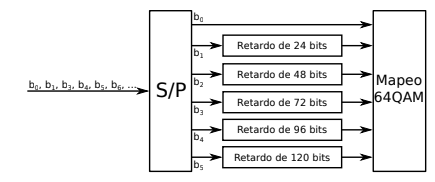 b₀
b₁ Retardo de 24 bits
b₂ Retardo de 48 bits
b₀, b₁, b₃, b₄, b₅, b₆, ... S/P Mapeo
64QAM
b₃ Retardo de 72 bits
b₄ Retardo de 96 bits
b₅ Retardo de 120 bits